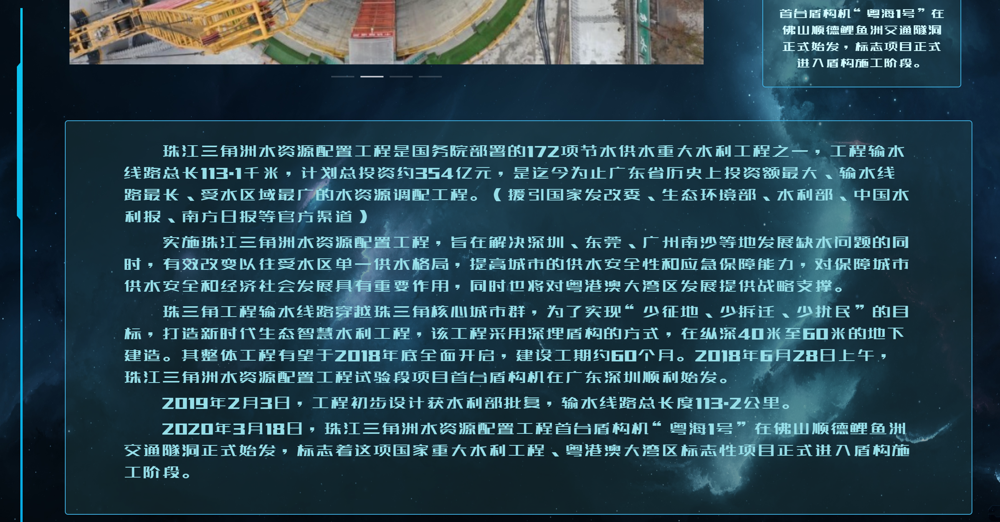 首台盾构机“粤海1号”在
佛山顺德鲤鱼洲交通隧洞
正式始发，标志项目正式
进入盾构施工阶段。
珠江三角洲水资源配置工程是国务院部署的172项节水供水重大水利工程之一，工程输水
线路总长113.1千米，计划总投资约354亿元，是迄今为止广东省历史上投资额最大、输水线
路最长、受水区域最广的水资源调配工程。（援引国家发改委、生态环境部、水利部、中国水
利报、南方日报等官方渠道）
实施珠江三角洲水资源配置工程，旨在解决深圳、东莞、广州南沙等地发展缺水问题的同
时，有效改变以往受水区单一供水格局，提高城市的供水安全性和应急保障能力，对保障城市
供水安全和经济社会发展具有重要作用，同时也将对粤港澳大湾区发展提供战略支撑。
珠三角工程输水线路穿越珠三角核心城市群，为了实现“少征地、少拆迁、少扰民”的目
标，打造新时代生态智慧水利工程，该工程采用深埋盾构的方式，在纵深40米至60米的地下
建造。其整体工程有望于2018年底全面开启，建设工期约60个月。2018年6月28日上午，
珠江三角洲水资源配置工程试验段项目首台盾构机在广东深圳顺利始发。
2019年2月3日，工程初步设计获水利部批复，输水线路总长度113.2公里。
2020年3月18日，珠江三角洲水资源配置工程首台盾构机“粤海1号”在佛山顺德鲤鱼洲
交通隧洞正式始发，标志着这项国家重大水利工程、粤港澳大湾区标志性项目正式进入盾构施
工阶段。